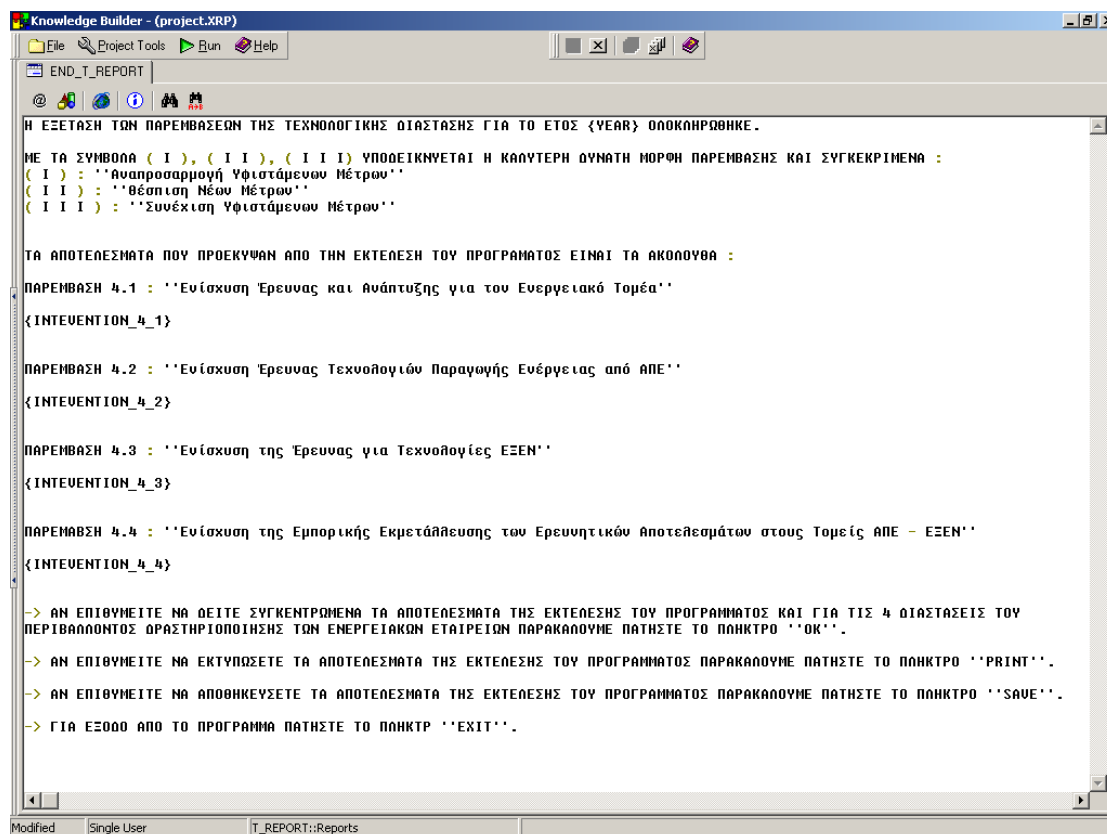 Knowledge Builder - (project.XRP)
File Project Tools Run Help
END_T_REPORT
Η ΕΞΕΤΑΣΗ ΤΩΝ ΠΑΡΕΜΒΑΣΕΩΝ ΤΗΣ ΤΕΧΝΟΛΟΓΙΚΗΣ ΔΙΑΣΤΑΣΗΣ ΓΙΑ ΤΟ ΕΤΟΣ {YEAR} ΟΛΟΚΛΗΡΩΘΗΚΕ.
ΜΕ ΤΑ ΣΥΜΒΟΛΑ ( I ), ( I I ), ( I I I) ΥΠΟΔΕΙΚΝΥΕΤΑΙ Η ΚΑΛΥΤΕΡΗ ΔΥΝΑΤΗ ΜΟΡΦΗ ΠΑΡΕΜΒΑΣΗΣ ΚΑΙ ΣΥΓΚΕΚΡΙΜΕΝΑ :
( I ) : ''Αναπροσαρμογή Υφιστάμενων Μέτρων''
( I I ) : ''Θέσπιση Νέων Μέτρων''
( I I I ) : ''Συνέχιση Υφιστάμενων Μέτρων''
ΤΑ ΑΠΟΤΕΛΕΣΜΑΤΑ ΠΟΥ ΠΡΟΕΚΥΨΑΝ ΑΠΟ ΤΗΝ ΕΚΤΕΛΕΣΗ ΤΟΥ ΠΡΟΓΡΑΜΑΤΟΣ ΕΙΝΑΙ ΤΑ ΑΚΟΛΟΥΘΑ :
ΠΑΡΕΜΒΑΣΗ 4.1 : ''Ενίσχυση Έρευνας και Ανάπτυξης για τον Ενεργειακό Τομέα''
{INTEVENTION_4_1}
ΠΑΡΕΜΒΑΣΗ 4.2 : ''Ενίσχυση Έρευνας Τεχνολογιών Παραγωγής Ενέργειας από ΑΠΕ''
{INTEVENTION_4_2}
ΠΑΡΕΜΒΑΣΗ 4.3 : ''Ενίσχυση της Έρευνας για Τεχνολογίες ΕΞΕΝ''
{INTEVENTION_4_3}
ΠΑΡΕΜΑΒΣΗ 4.4 : ''Ενίσχυση της Εμπορικής Εκμετάλλευσης των Ερευνητικών Αποτελεσμάτων στους Τομείς ΑΠΕ - ΕΞΕΝ''
{INTEVENTION_4_4}
-> ΑΝ ΕΠΙΘΥΜΕΙΤΕ ΝΑ ΔΕΙΤΕ ΣΥΓΚΕΝΤΡΩΜΕΝΑ ΤΑ ΑΠΟΤΕΛΕΣΜΑΤΑ ΤΗΣ ΕΚΤΕΛΕΣΗΣ ΤΟΥ ΠΡΟΓΡΑΜΜΑΤΟΣ ΚΑΙ ΓΙΑ ΤΙΣ 4 ΔΙΑΣΤΑΣΕΙΣ ΤΟΥ
ΠΕΡΙΒΑΛΛΟΝΤΟΣ ΔΡΑΣΤΗΡΙΟΠΟΙΗΣΗΣ ΤΩΝ ΕΝΕΡΓΕΙΑΚΩΝ ΕΤΑΙΡΕΙΩΝ ΠΑΡΑΚΑΛΟΥΜΕ ΠΑΤΗΣΤΕ ΤΟ ΠΛΗΚΤΡΟ ''OK''.
-> ΑΝ ΕΠΙΘΥΜΕΙΤΕ ΝΑ ΕΚΤΥΠΩΣΕΤΕ ΤΑ ΑΠΟΤΕΛΕΣΜΑΤΑ ΤΗΣ ΕΚΤΕΛΕΣΗΣ ΤΟΥ ΠΡΟΓΡΑΜΜΑΤΟΣ ΠΑΡΑΚΑΛΟΥΜΕ ΠΑΤΗΣΤΕ ΤΟ ΠΛΗΚΤΡΟ ''PRINT''.
-> ΑΝ ΕΠΙΘΥΜΕΙΤΕ ΝΑ ΑΠΟΘΗΚΕΥΣΕΤΕ ΤΑ ΑΠΟΤΕΛΕΣΜΑΤΑ ΤΗΣ ΕΚΤΕΛΕΣΗΣ ΤΟΥ ΠΡΟΓΡΑΜΜΑΤΟΣ ΠΑΡΑΚΑΛΟΥΜΕ ΠΑΤΗΣΤΕ ΤΟ ΠΛΗΚΤΡΟ ''SAVE''.
-> ΓΙΑ ΕΞΟΔΟ ΑΠΟ ΤΟ ΠΡΟΓΡΑΜΜΑ ΠΑΤΗΣΤΕ ΤΟ ΠΛΗΚΤΡ ''EXIT''.
Modified Single User T_REPORT::Reports